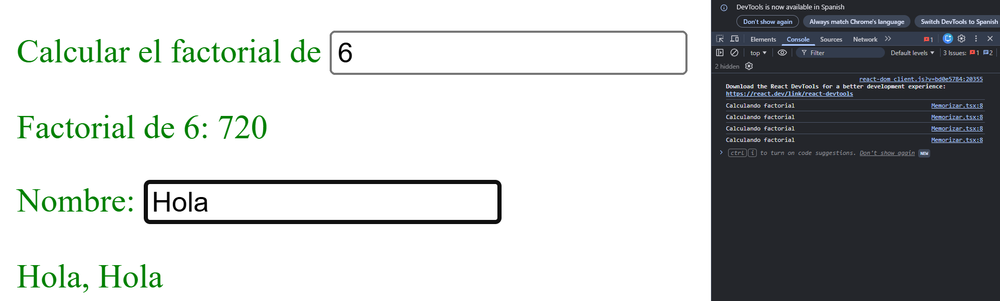 Calcular el factorial de 6
Factorial de 6: 720
Nombre: Hola
Hola, Hola
DevTools is now available in Spanish
Don't show again Always match Chrome's language Switch DevTools to Spanish
Elements Console Sources Network 1
top Filter Default levels 3 Issues: 1 2
2 hidden
react-dom_client.js?v=bd0e5784:20355
Download the React DevTools for a better development experience:
https://react.dev/link/react-devtools
Calculando factorial Memorizar.tsx:8
Calculando factorial Memorizar.tsx:8
Calculando factorial Memorizar.tsx:8
Calculando factorial Memorizar.tsx:8
ctrl i to turn on code suggestions. Don't show again NEW